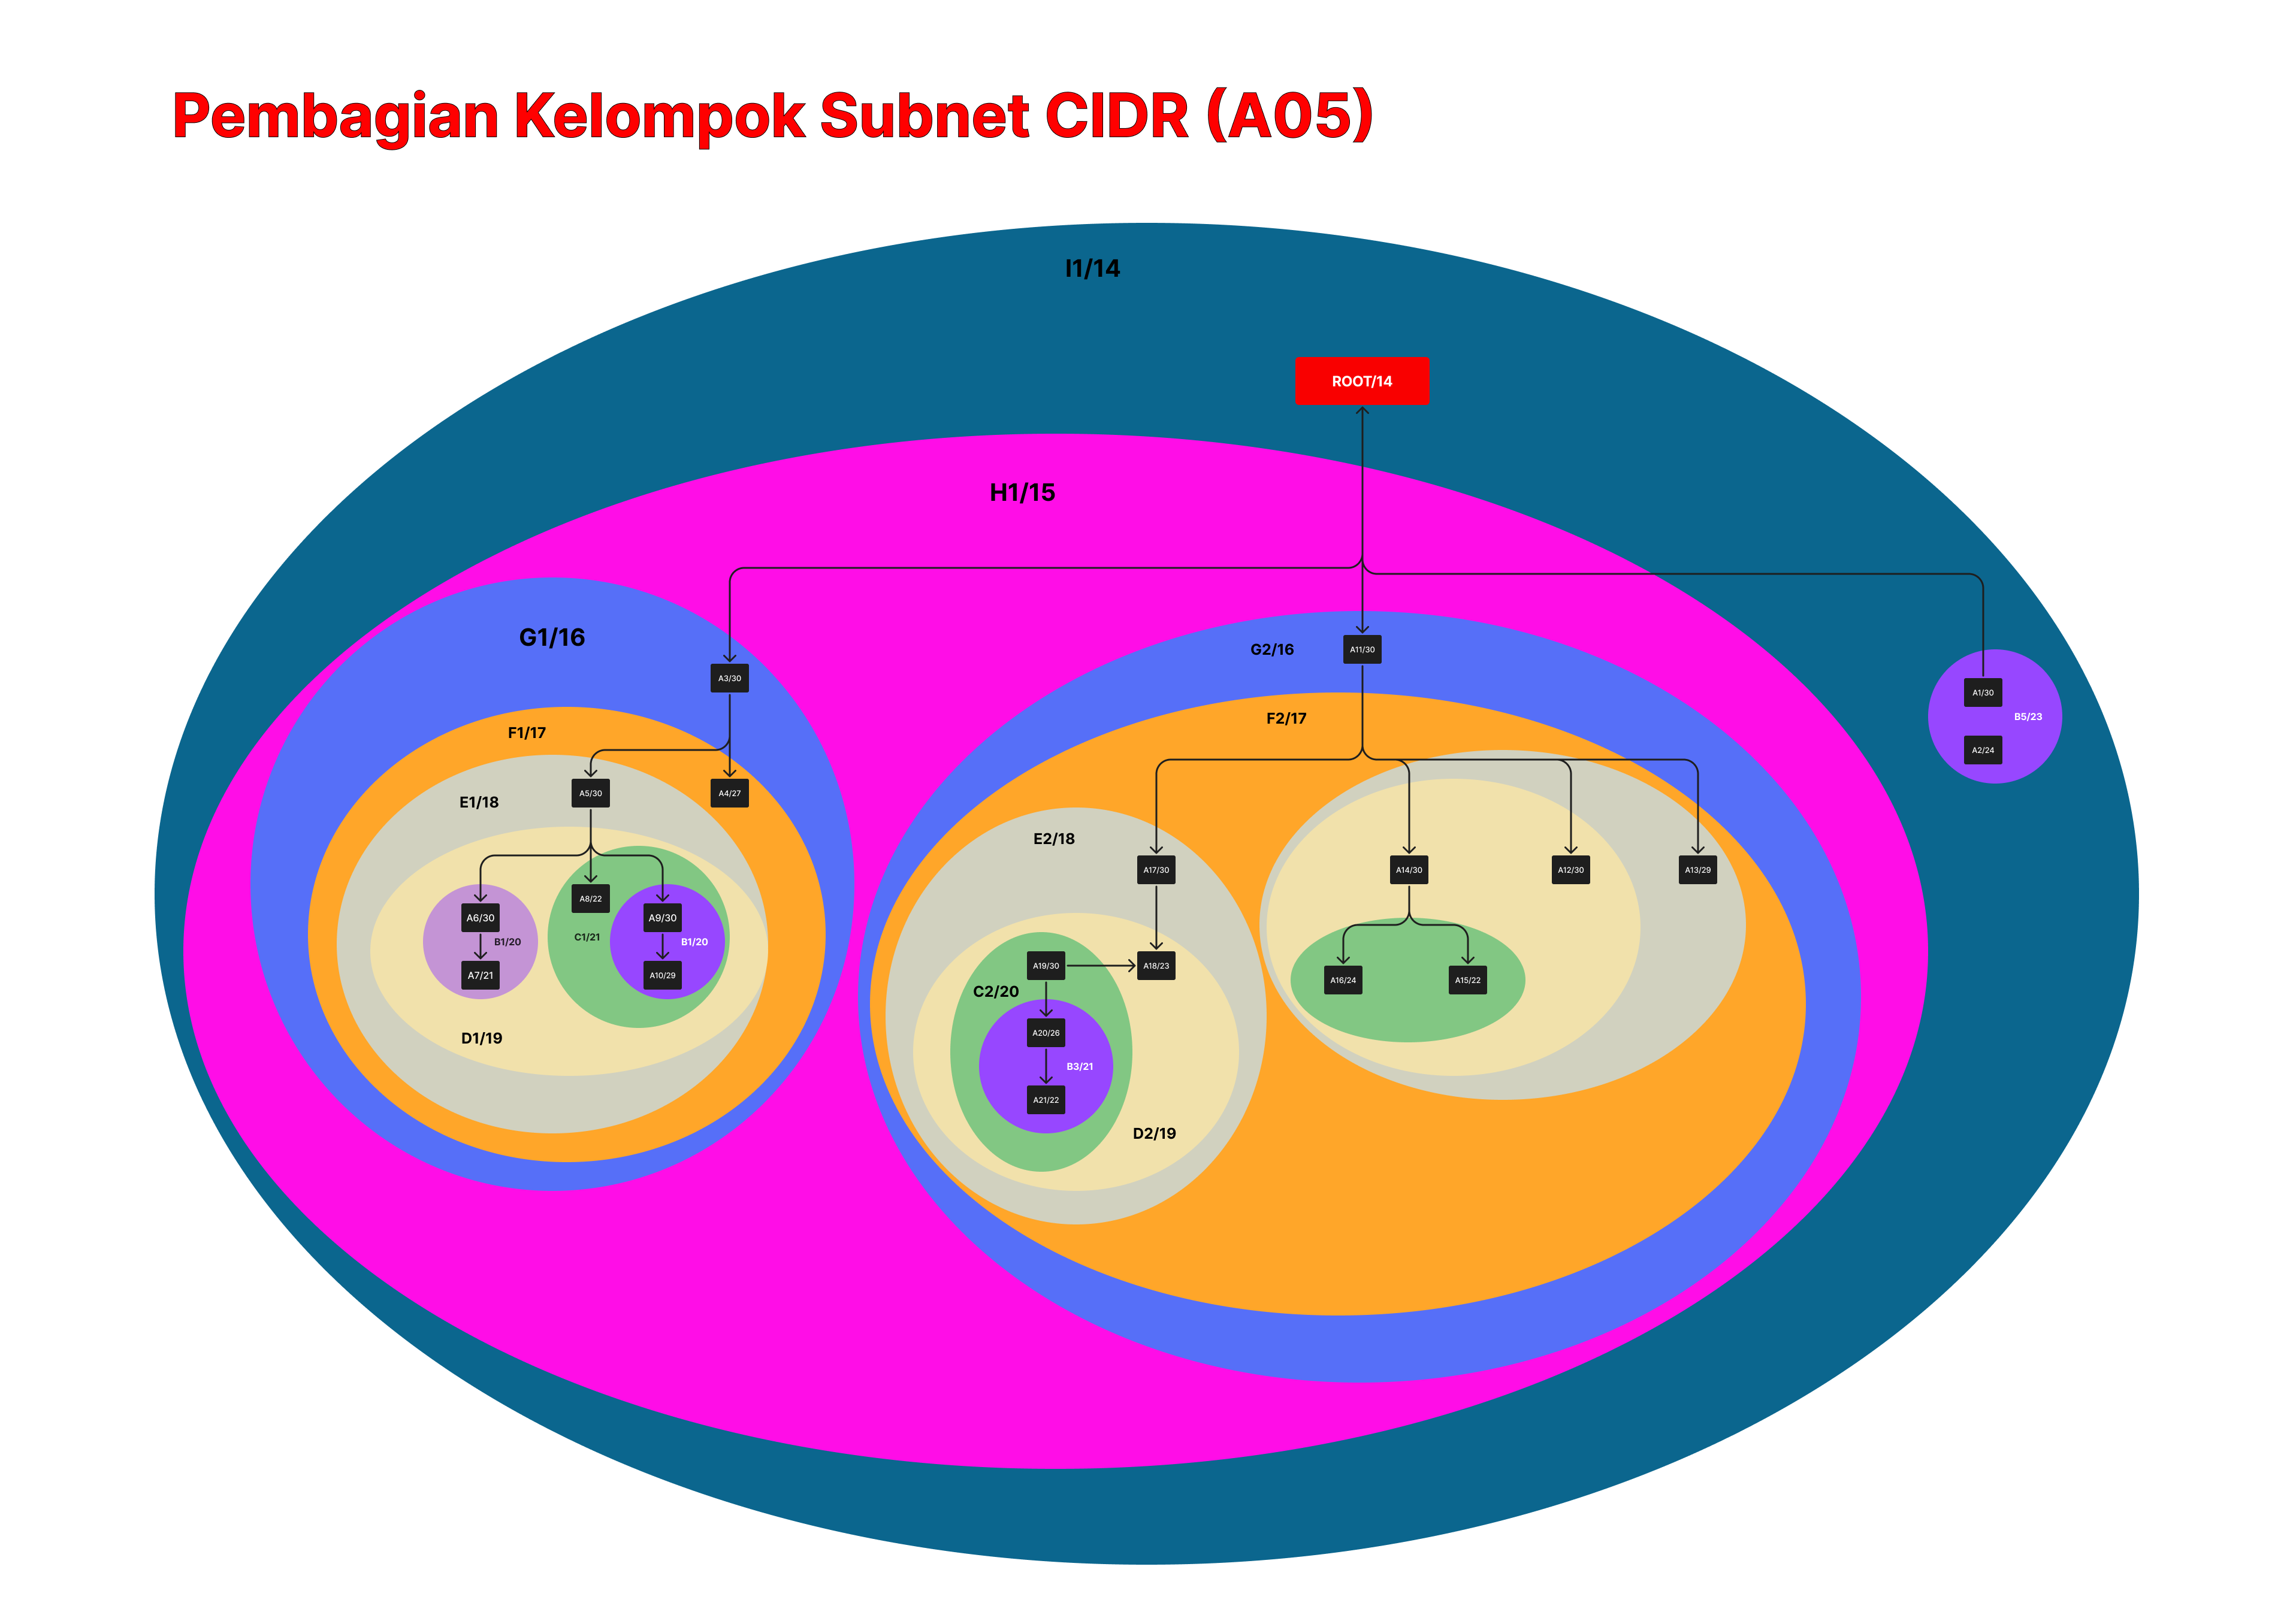 Pembagian Kelompok Subnet CIDR (A05)
I1/14
ROOT/14
H1/15
G1/16
G2/16
A11/30
A3/30
A1/30
B5/23
F2/17
F1/17
A2/24
A5/30
A4/27
E1/18
E2/18
A17/30
A14/30
A12/30
A13/29
A8/22
A6/30
A9/30
C1/21
B1/20
B1/20
A7/21
A10/29
A19/30
A18/23
A16/24
A15/22
C2/20
A20/26
D1/19
B3/21
A21/22
D2/19